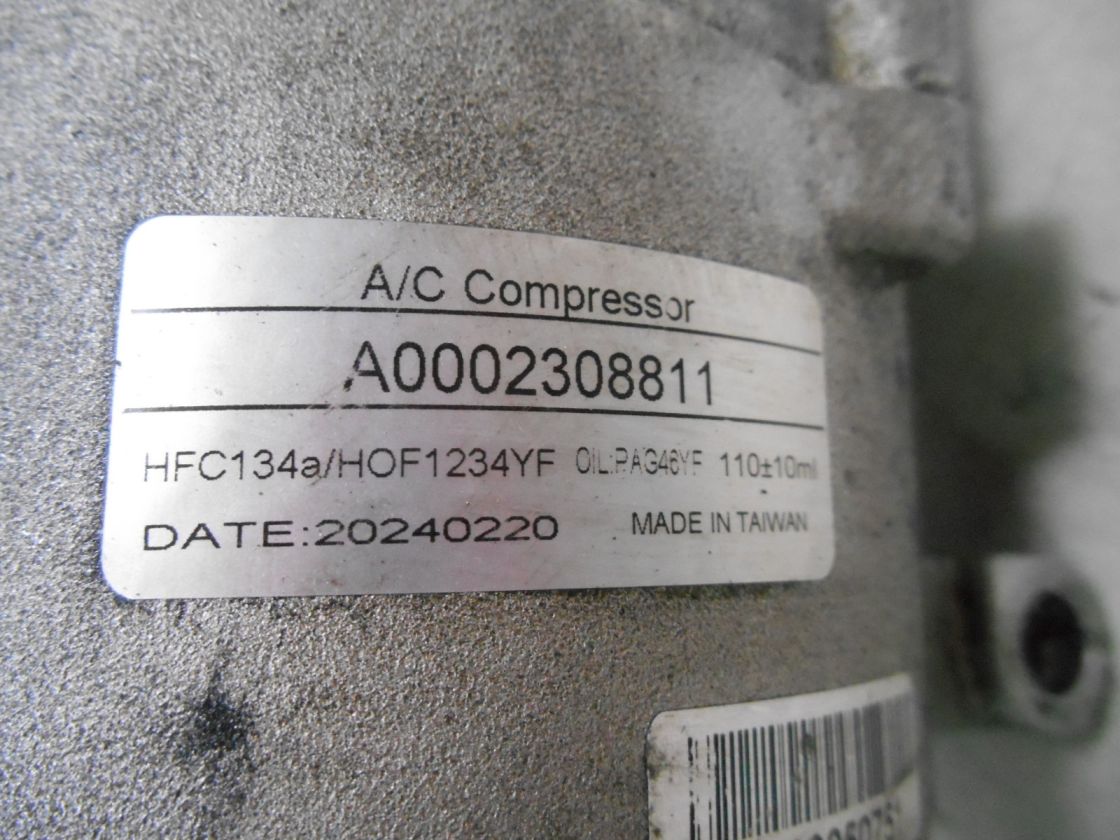 A/C Compressor
A0002308811
HFC134a/HOF1234YF OIL:PAG46YF 110±10ml
DATE:20240220 MADE IN TAIWAN